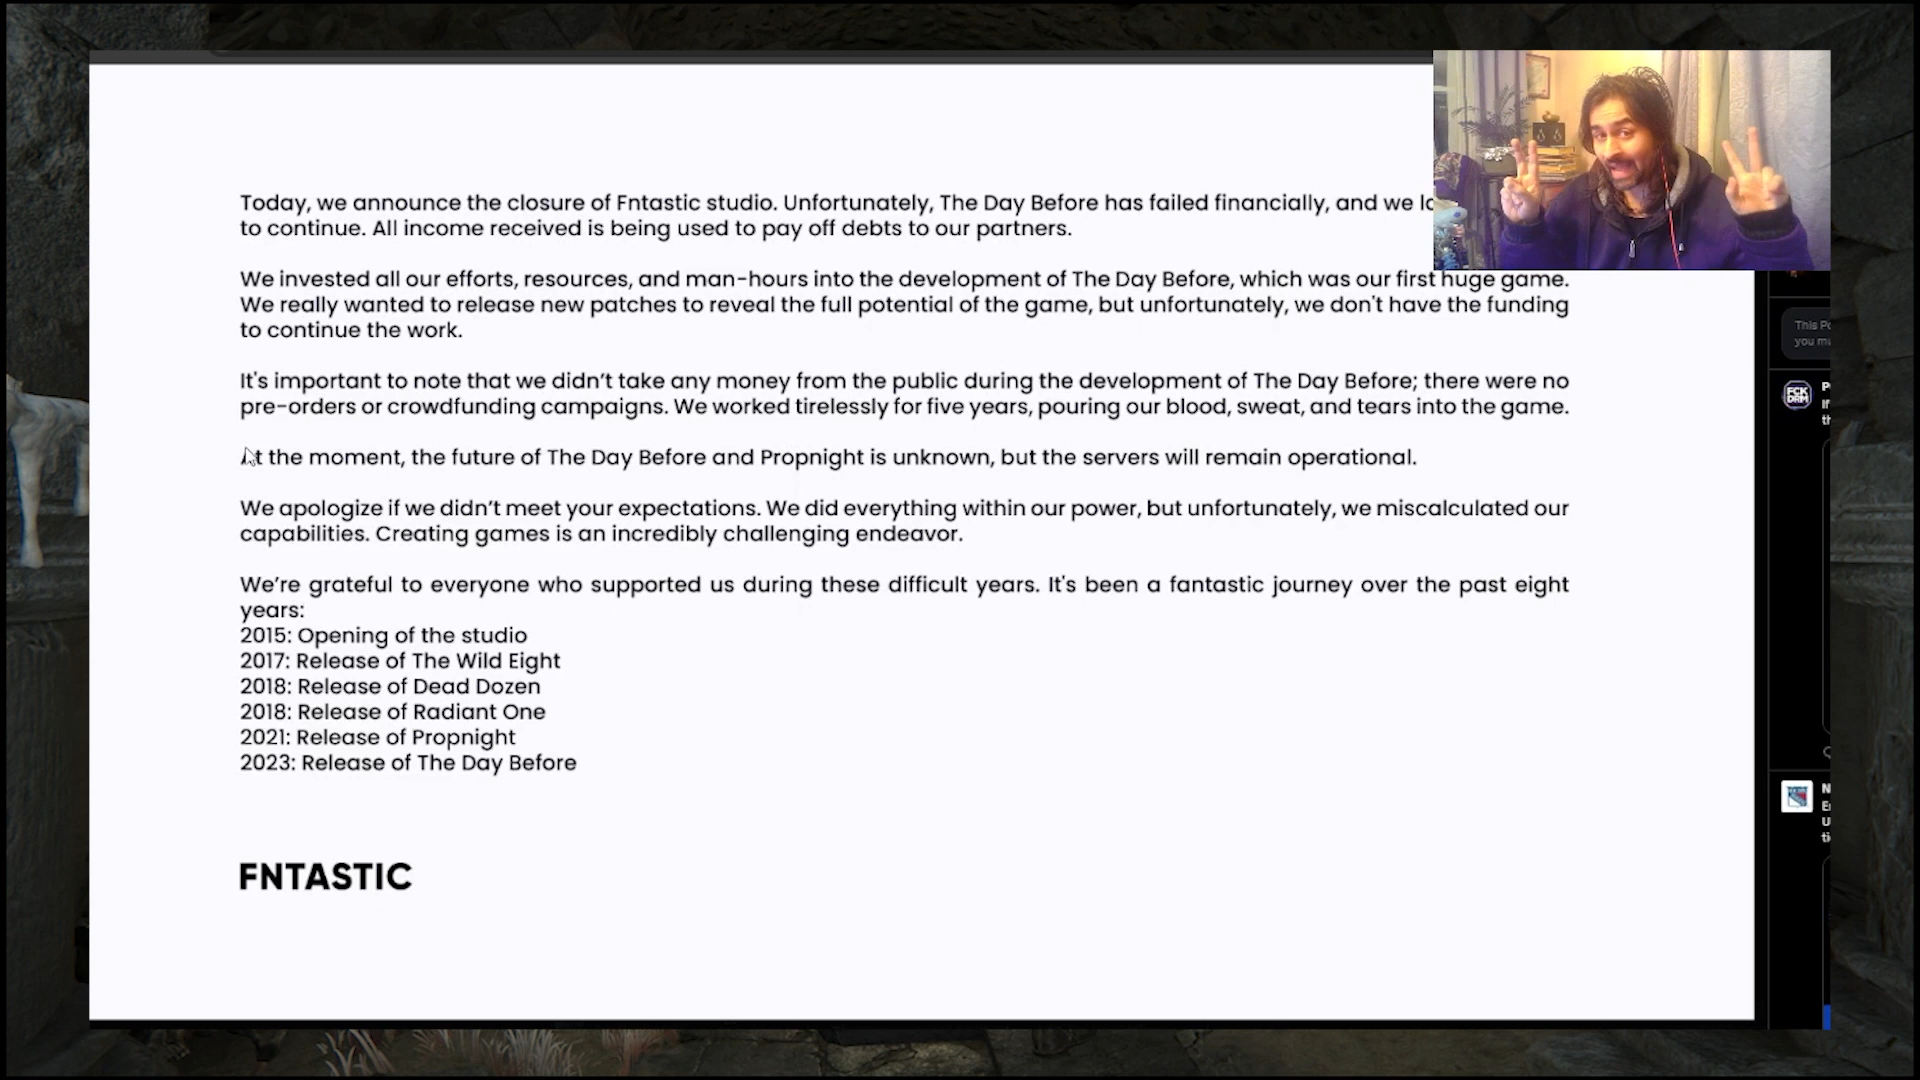 Today, we announce the closure of Fntastic studio. Unfortunately, The Day Before has failed financially, and we
to continue. All income received is being used to pay off debts to our partners.
We invested all our efforts, resources, and man-hours into the development of The Day Before, which was our first huge game.
We really wanted to release new patches to reveal the full potential of the game, but unfortunately, we don't have the funding
to continue the work.
It's important to note that we didn’t take any money from the public during the development of The Day Before; there were no
pre-orders or crowdfunding campaigns. We worked tirelessly for five years, pouring our blood, sweat, and tears into the game.
At the moment, the future of The Day Before and Propnight is unknown, but the servers will remain operational.
We apologize if we didn’t meet your expectations. We did everything within our power, but unfortunately, we miscalculated our
capabilities. Creating games is an incredibly challenging endeavor.
We’re grateful to everyone who supported us during these difficult years. It's been a fantastic journey over the past eight
years:
2015: Opening of the studio
2017: Release of The Wild Eight
2018: Release of Dead Dozen
2018: Release of Radiant One
2021: Release of Propnight
2023: Release of The Day Before
FNTASTIC
This
you
FCK
DRM